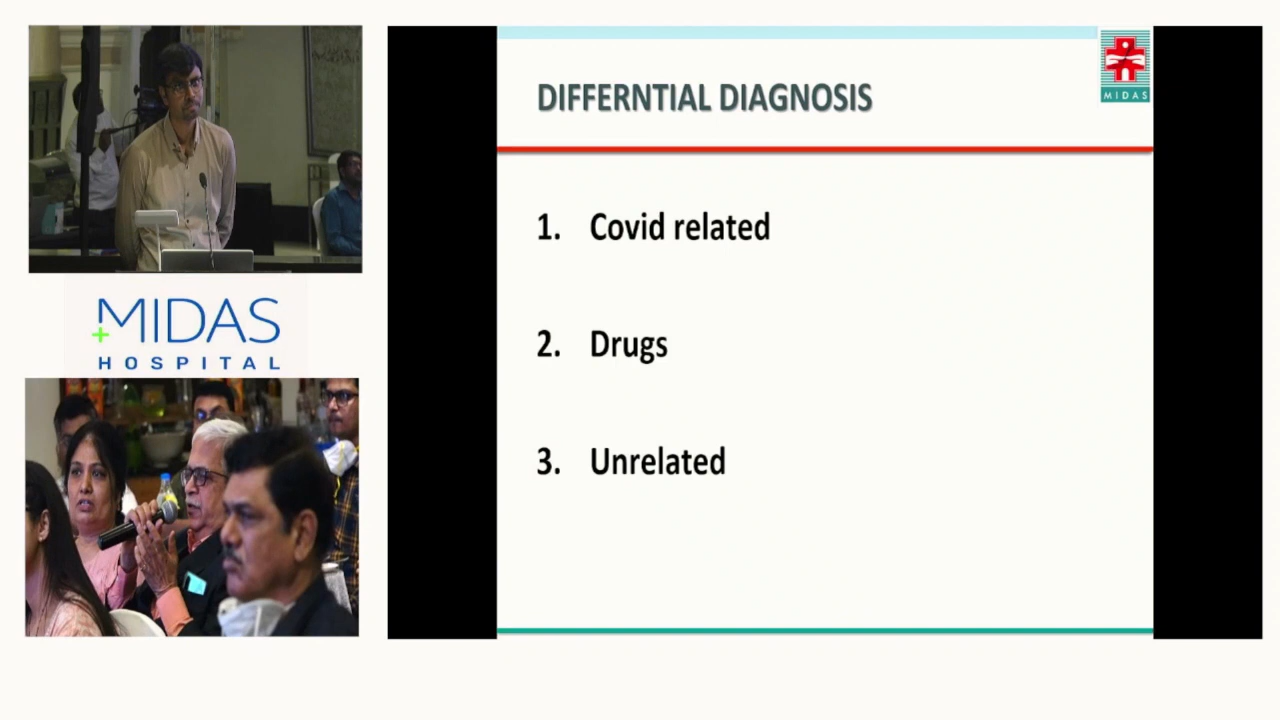 MIDAS
HOSPITAL
DIFFERNTIAL DIAGNOSIS
MIDAS
1. Covid related
2. Drugs
3. Unrelated